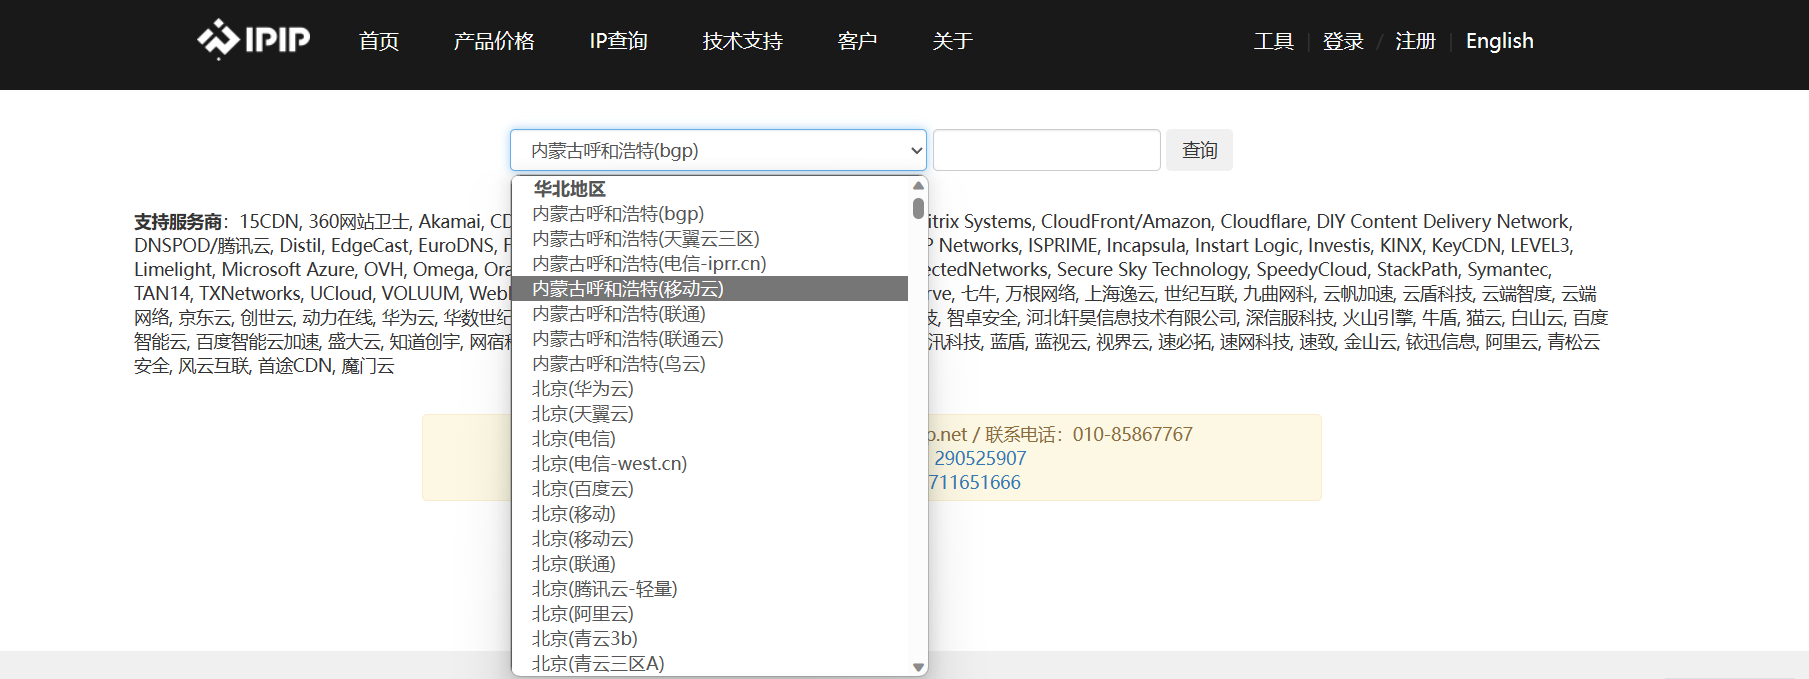 IPIP 首页 产品价格 IP查询 技术支持 客户 关于 工具 | 登录 / 注册 | English
内蒙古呼和浩特(bgp) 查询
华北地区
内蒙古呼和浩特(bgp)
内蒙古呼和浩特(天翼云三区)
内蒙古呼和浩特(电信-iprr.cn)
内蒙古呼和浩特(移动云)
内蒙古呼和浩特(联通)
内蒙古呼和浩特(联通云)
内蒙古呼和浩特(鸟云)
北京(华为云)
北京(天翼云)
北京(电信)
北京(电信-west.cn)
北京(百度云)
北京(移动)
北京(移动云)
北京(联通)
北京(腾讯云-轻量)
北京(阿里云)
北京(青云3b)
北京(青云三区A)
支持服务商：15CDN, 360网站卫士, Akamai, itrix Systems, CloudFront/Amazon, Cloudflare, DIY Content Delivery Network,
DNSPOD/腾讯云, Distil, EdgeCast, EuroDNS, Networks, ISPRIME, Incapsula, Instart Logic, Investis, KINX, KeyCDN, LEVEL3,
Limelight, Microsoft Azure, OVH, Omega, ectedNetworks, Secure Sky Technology, SpeedyCloud, StackPath, Symantec,
TAN14, TXNetworks, UCloud, VOLUUM, rve, 七牛, 万根网络, 上海逸云, 世纪互联, 九曲网科, 云帆加速, 云盾科技, 云端智度, 云端
网络, 京东云, 创世云, 动力在线, 华为云, 华数世纪 技, 智卓安全, 河北轩昊信息技术有限公司, 深信服科技, 火山引擎, 牛盾, 猫云, 白山云, 百度
智能云, 百度智能云加速, 盛大云, 知道创宇, 网宿 汛科技, 蓝盾, 蓝视云, 视界云, 速必拓, 速网科技, 速致, 金山云, 铱迅信息, 阿里云, 青松云
安全, 风云互联, 首途CDN, 魔门云
.net / 联系电话：010-85867767
290525907
711651666